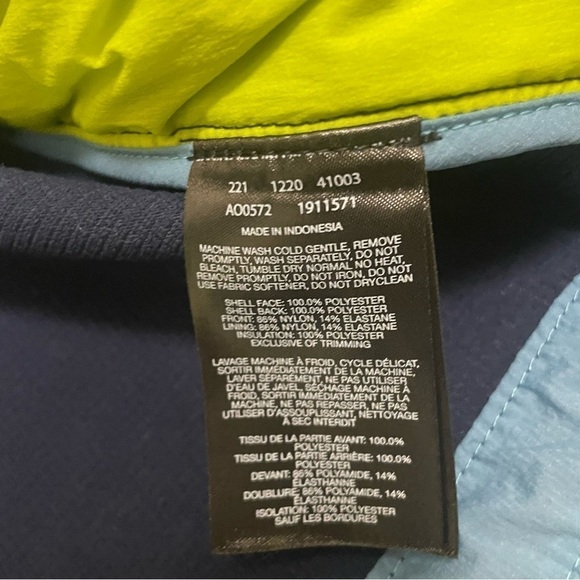 221 1220 41003
AO0572 1911571
MADE IN INDONESIA
MACHINE WASH COLD GENTLE, REMOVE
PROMPTLY, WASH SEPARATELY, DO NOT
BLEACH, TUMBLE DRY NORMAL NO HEAT,
REMOVE PROMPTLY, DO NOT IRON, DO NOT
USE FABRIC SOFTENER, DO NOT DRYCLEAN
SHELL FACE: 100.0% POLYESTER
SHELL BACK: 100.0% POLYESTER
FRONT: 86% NYLON, 14% ELASTANE
LINING: 86% NYLON, 14% ELASTANE
INSULATION: 100% POLYESTER
EXCLUSIVE OF TRIMMING
LAVAGE MACHINE À FROID, CYCLE DÉLICAT,
SORTIR IMMÉDIATEMENT DE LA MACHINE,
LAVER SÉPARÉMENT, NE PAS UTILISER
D'EAU DE JAVEL, SÉCHAGE MACHINE À
FROID, SORTIR IMMÉDIATEMENT DE LA
MACHINE, NE PAS REPASSER, NE PAS
UTILISER D'ASSOUPLISSANT, NETTOYAGE
A SEC INTERDIT
TISSU DE LA PARTIE AVANT: 100.0%
POLYESTER
TISSU DE LA PARTIE ARRIÈRE: 100.0%
POLYESTER
DEVANT: 86% POLYAMIDE, 14%
ÉLASTHANNE
DOUBLURE: 86% POLYAMIDE, 14%
ÉLASTHANNE
ISOLATION: 100% POLYESTER
SAUF LES BORDURES